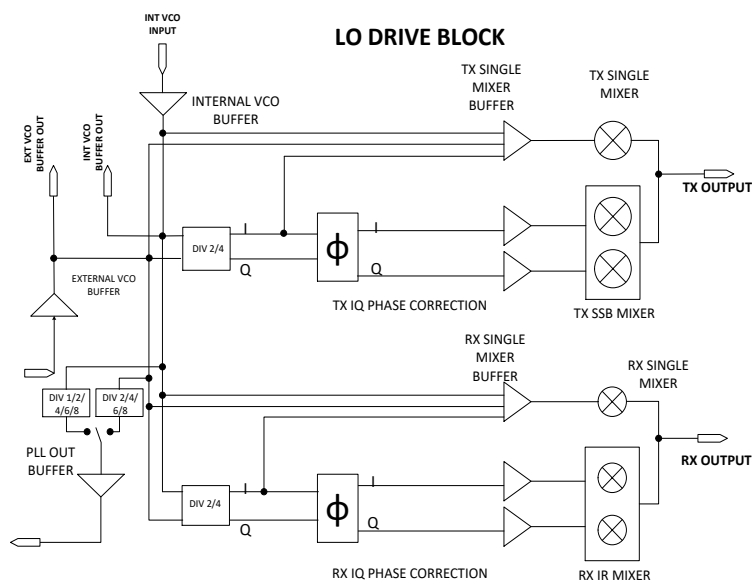 INT VCO
INPUT
LO DRIVE BLOCK
EXT VCO
BUFFER OUT
INT VCO
BUFFER OUT
INTERNAL VCO
BUFFER
TX SINGLE
MIXER
BUFFER
TX SINGLE
MIXER
TX OUTPUT
DIV 2/4
I
Q
ϕ
I
Q
EXTERNAL VCO
BUFFER
TX IQ PHASE CORRECTION
TX SSB MIXER
RX SINGLE
MIXER
BUFFER
RX SINGLE
MIXER
DIV 1/2/
4/6/8
DIV 2/4/
6/8
PLL OUT
BUFFER
RX OUTPUT
DIV 2/4
I
Q
ϕ
I
Q
RX IQ PHASE CORRECTION
RX IR MIXER